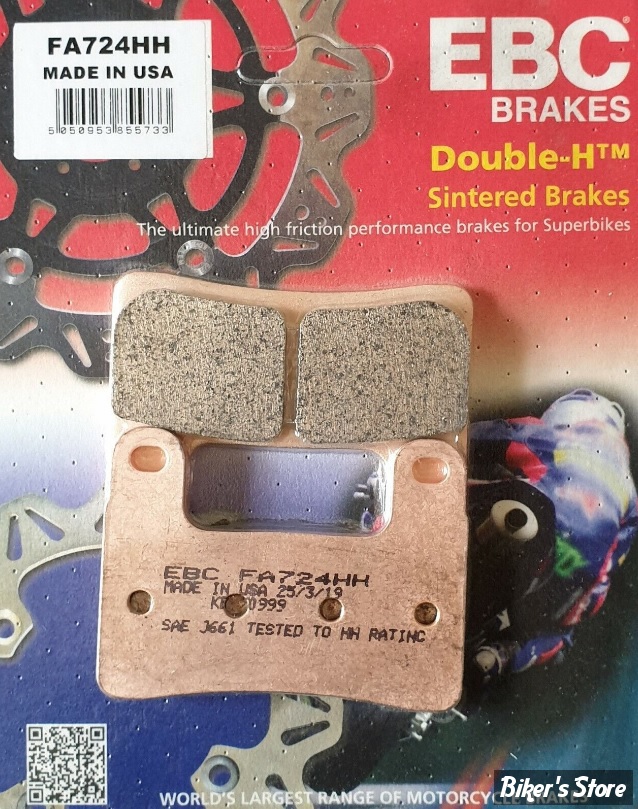 FA724HH
MADE IN USA
5 050953 855733
EBC
BRAKES
Double-H™
Sintered Brakes
The ultimate high friction performance brakes for Superbikes
EBC FA724HH
MADE IN USA 25/3/19
0999
SAE J661 TESTED TO HH RATING
WORLD'S LARGEST RANGE OF MOTORCYCLE BRAKES
Biker's Store